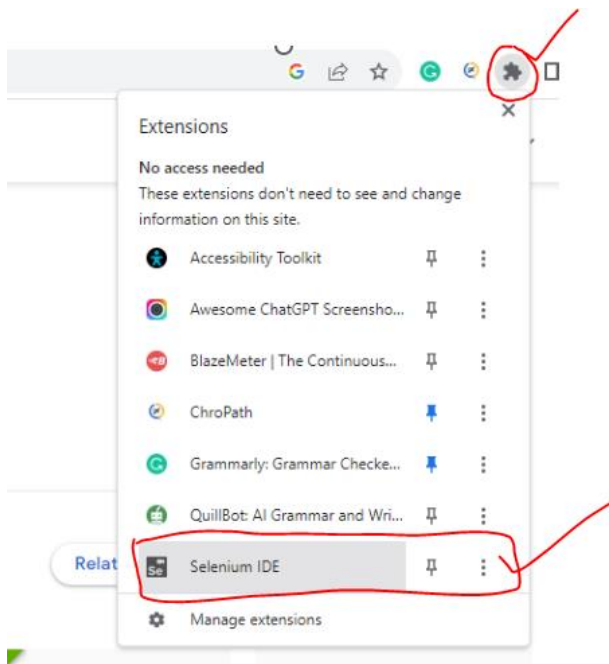 Extensions
No access needed
These extensions don't need to see and change
information on this site.
Accessibility Toolkit
Awesome ChatGPT Screensho...
BlazeMeter | The Continuous...
ChroPath
Grammarly: Grammar Checke...
QuillBot: AI Grammar and Wri...
Relat
Se
Selenium IDE
Manage extensions